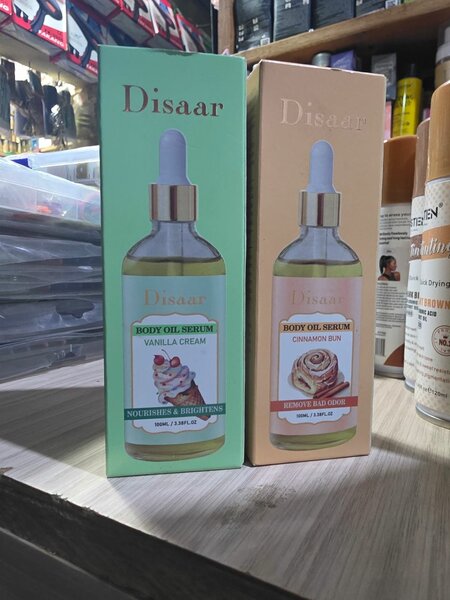 Disaar
Disaar
BODY OIL SERUM
VANILLA CREAM
NOURISHES & BRIGHTENS
100ML / 3.38FL.OZ
Disaar
Disaar
BODY OIL SERUM
CINNAMON BUN
REMOVE BAD ODOR
100ML / 3.38FL.OZ